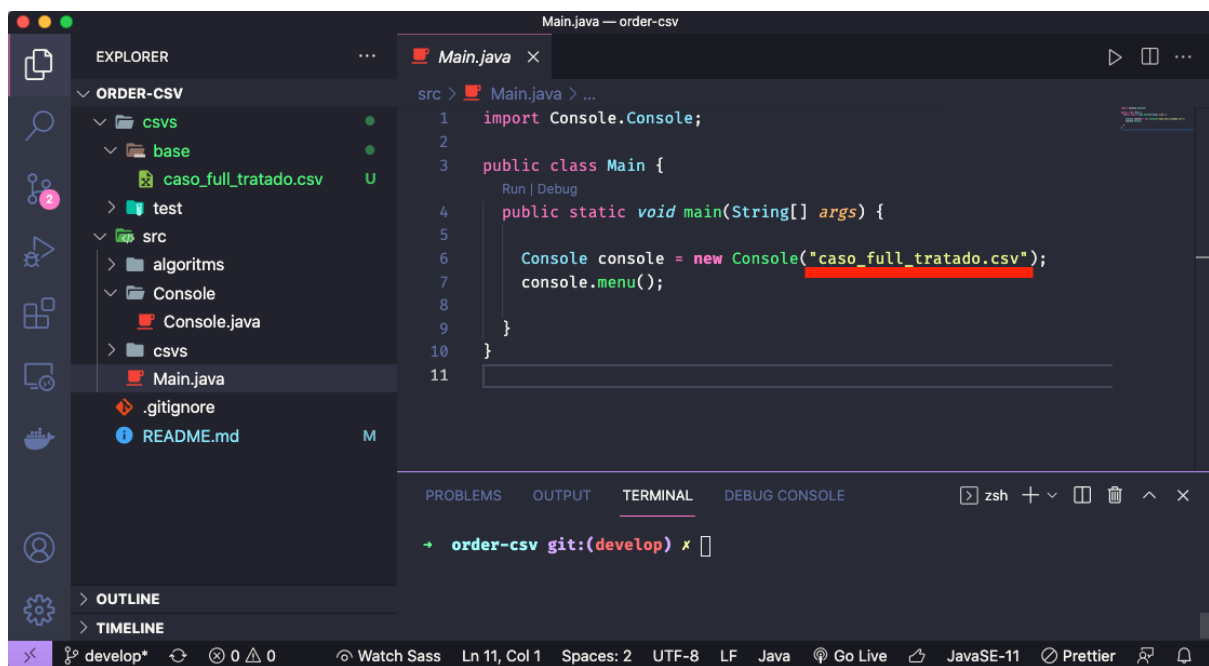 Main.java — order-csv
EXPLORER
ORDER-CSV
csvs
base
caso_full_tratado.csv U
test
src
algoritms
Console
Console.java
csvs
Main.java
.gitignore
README.md M
OUTLINE
TIMELINE
2
Main.java
src > Main.java > ...
1 import Console.Console;
2
3 public class Main {
Run | Debug
4 public static void main(String[] args) {
5
6 Console console = new Console("caso_full_tratado.csv");
7 console.menu();
8
9 }
10 }
11
PROBLEMS OUTPUT TERMINAL DEBUG CONSOLE zsh
→ order-csv git:(develop) ✗
develop* 0 0 Watch Sass Ln 11, Col 1 Spaces: 2 UTF-8 LF Java Go Live JavaSE-11 Prettier